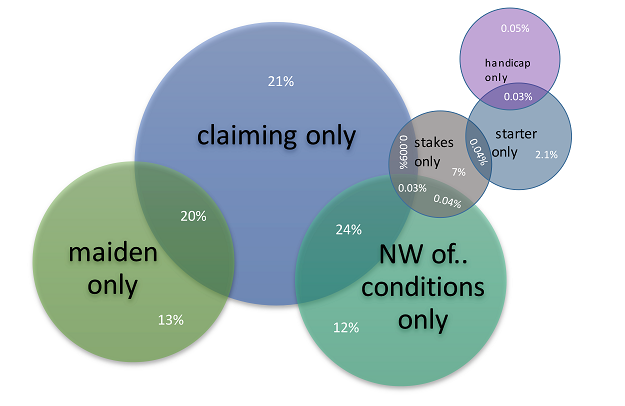 0.05%
handicap
only
0.03%
21%
claiming only
0.009%
stakes
only
7%
0.04%
starter
only
2.1%
0.03%
0.04%
20%
24%
maiden
only
NW of..
conditions
only
13%
12%